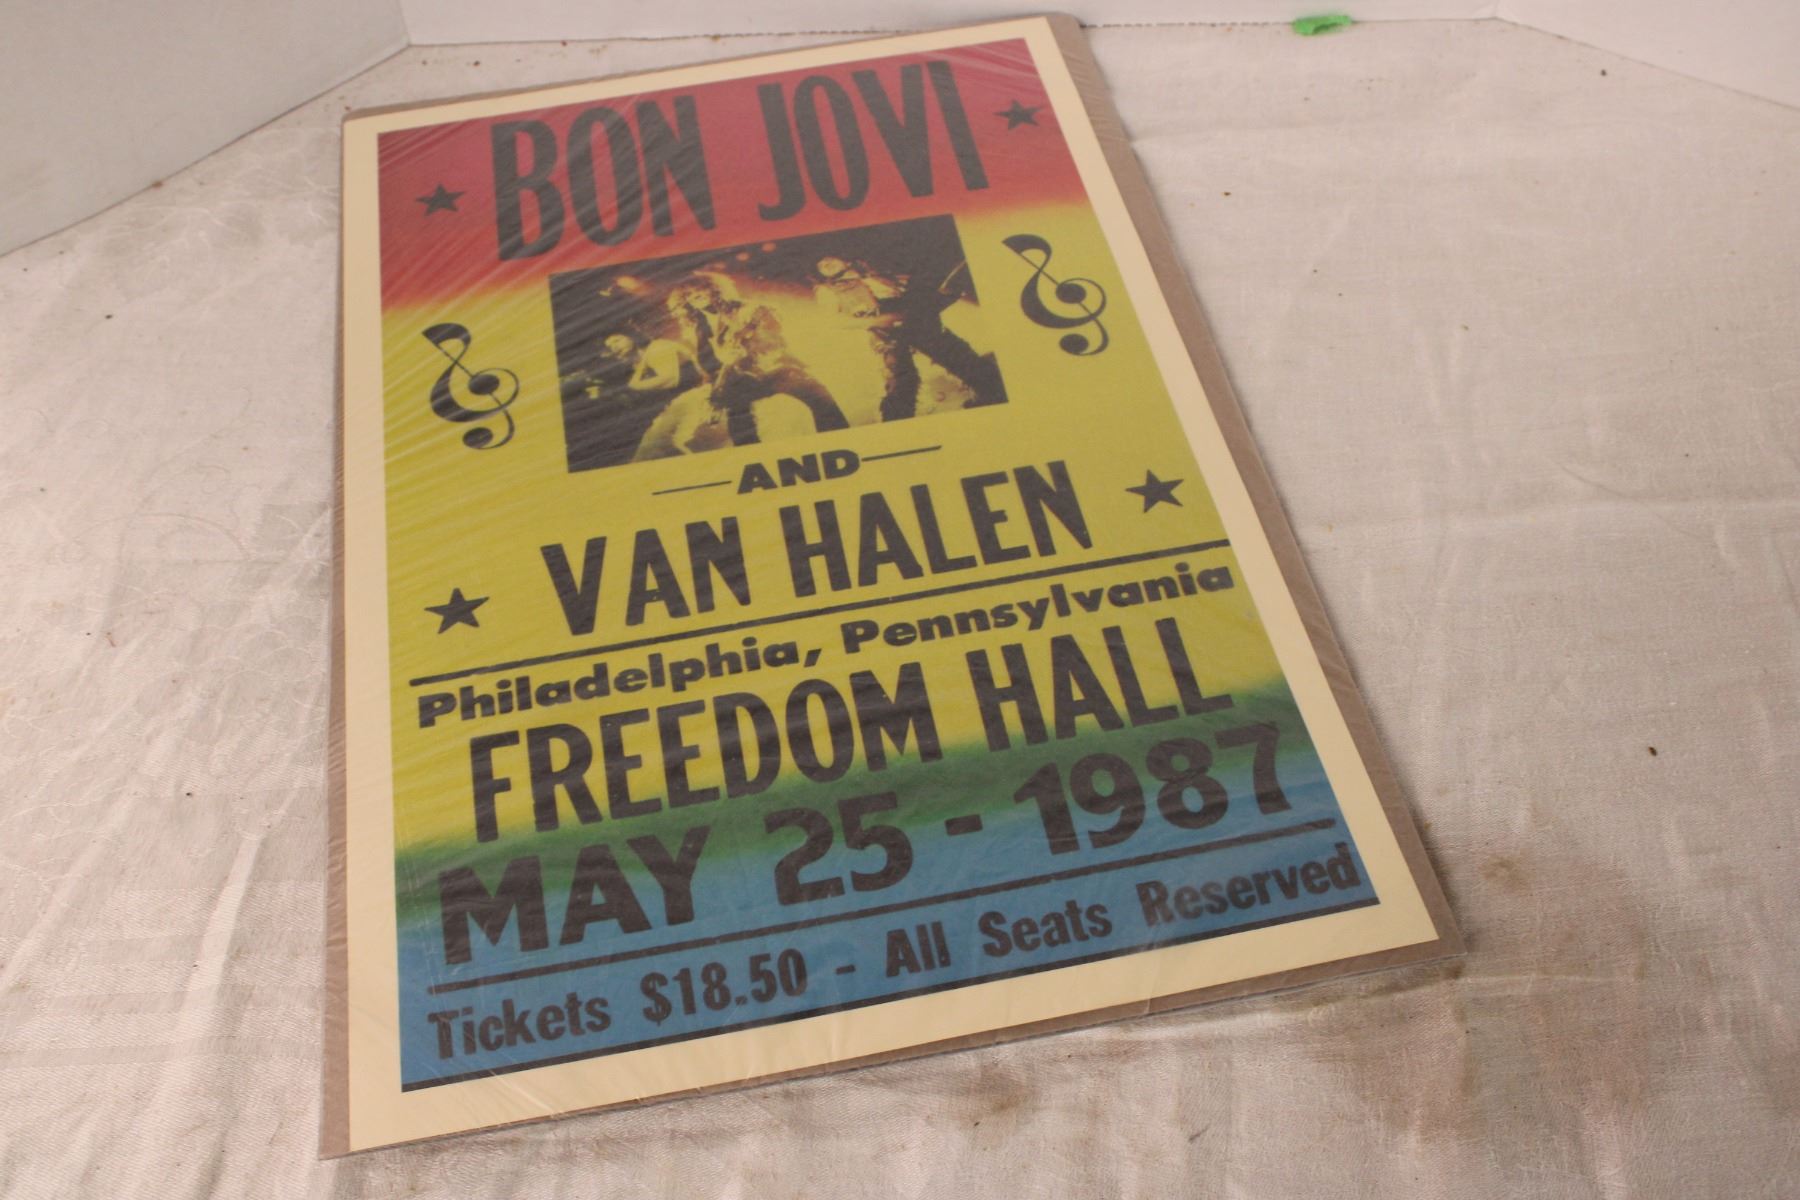 BON JOVI
AND
VAN HALEN
Philadelphia, Pennsylvania
FREEDOM HALL
MAY 25 - 1987
Tickets $18.50 - All Seats Reserved